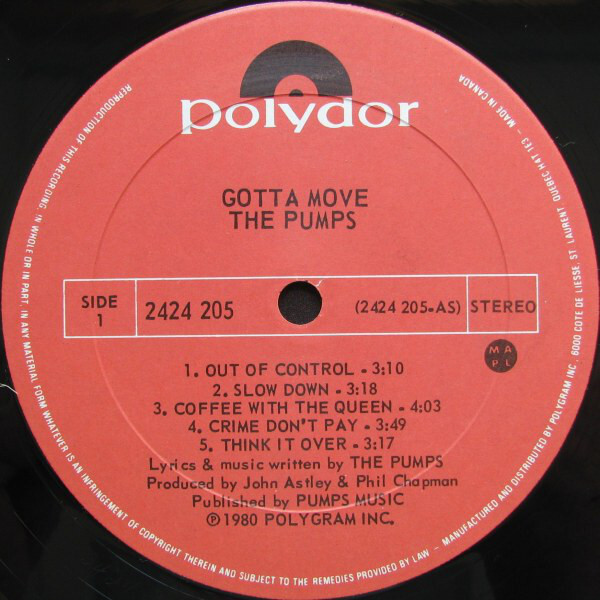 polydor
GOTTA MOVE
THE PUMPS
SIDE
1
2424 205
(2424 205-AS)
STEREO
M A
P L
1. OUT OF CONTROL - 3:10
2. SLOW DOWN - 3:18
3. COFFEE WITH THE QUEEN - 4:03
4. CRIME DON'T PAY - 3:49
5. THINK IT OVER - 3:17
Lyrics & music written by THE PUMPS
Produced by John Astley & Phil Chapman
Published by PUMPS MUSIC
℗ 1980 POLYGRAM INC.
REPRODUCTION OF THIS RECORDING, IN WHOLE OR IN PART IN ANY MATERIAL FORM WHATEVER IS AN INFRINGEMENT OF COPYRIGHT THEREIN AND SUBJECT TO THE REMEDIES PROVIDED BY LAW - MANUFACTURED AND DISTRIBUTED BY POLYGRAM INC. 6000 COTE DE LIESSE, ST LAURENT QUEBEC H4T 1E3 - MADE IN CANADA